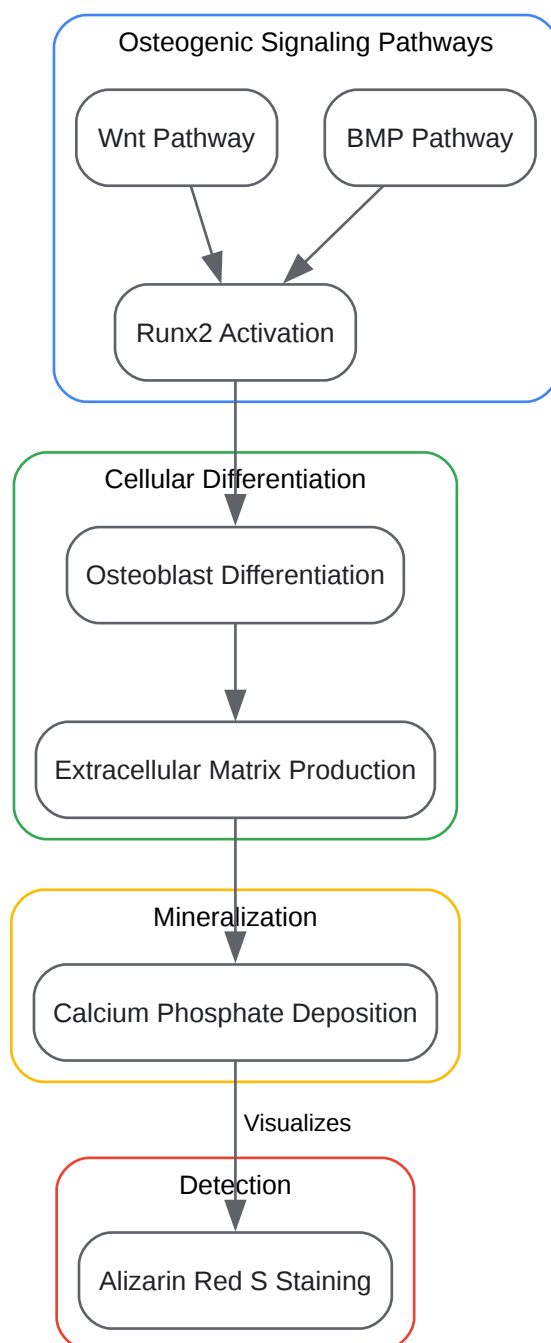 Osteogenic Signaling Pathways
Wnt Pathway
BMP Pathway
Runx2 Activation
Cellular Differentiation
Osteoblast Differentiation
Extracellular Matrix Production
Mineralization
Calcium Phosphate Deposition
Visualizes
Detection
Alizarin Red S Staining